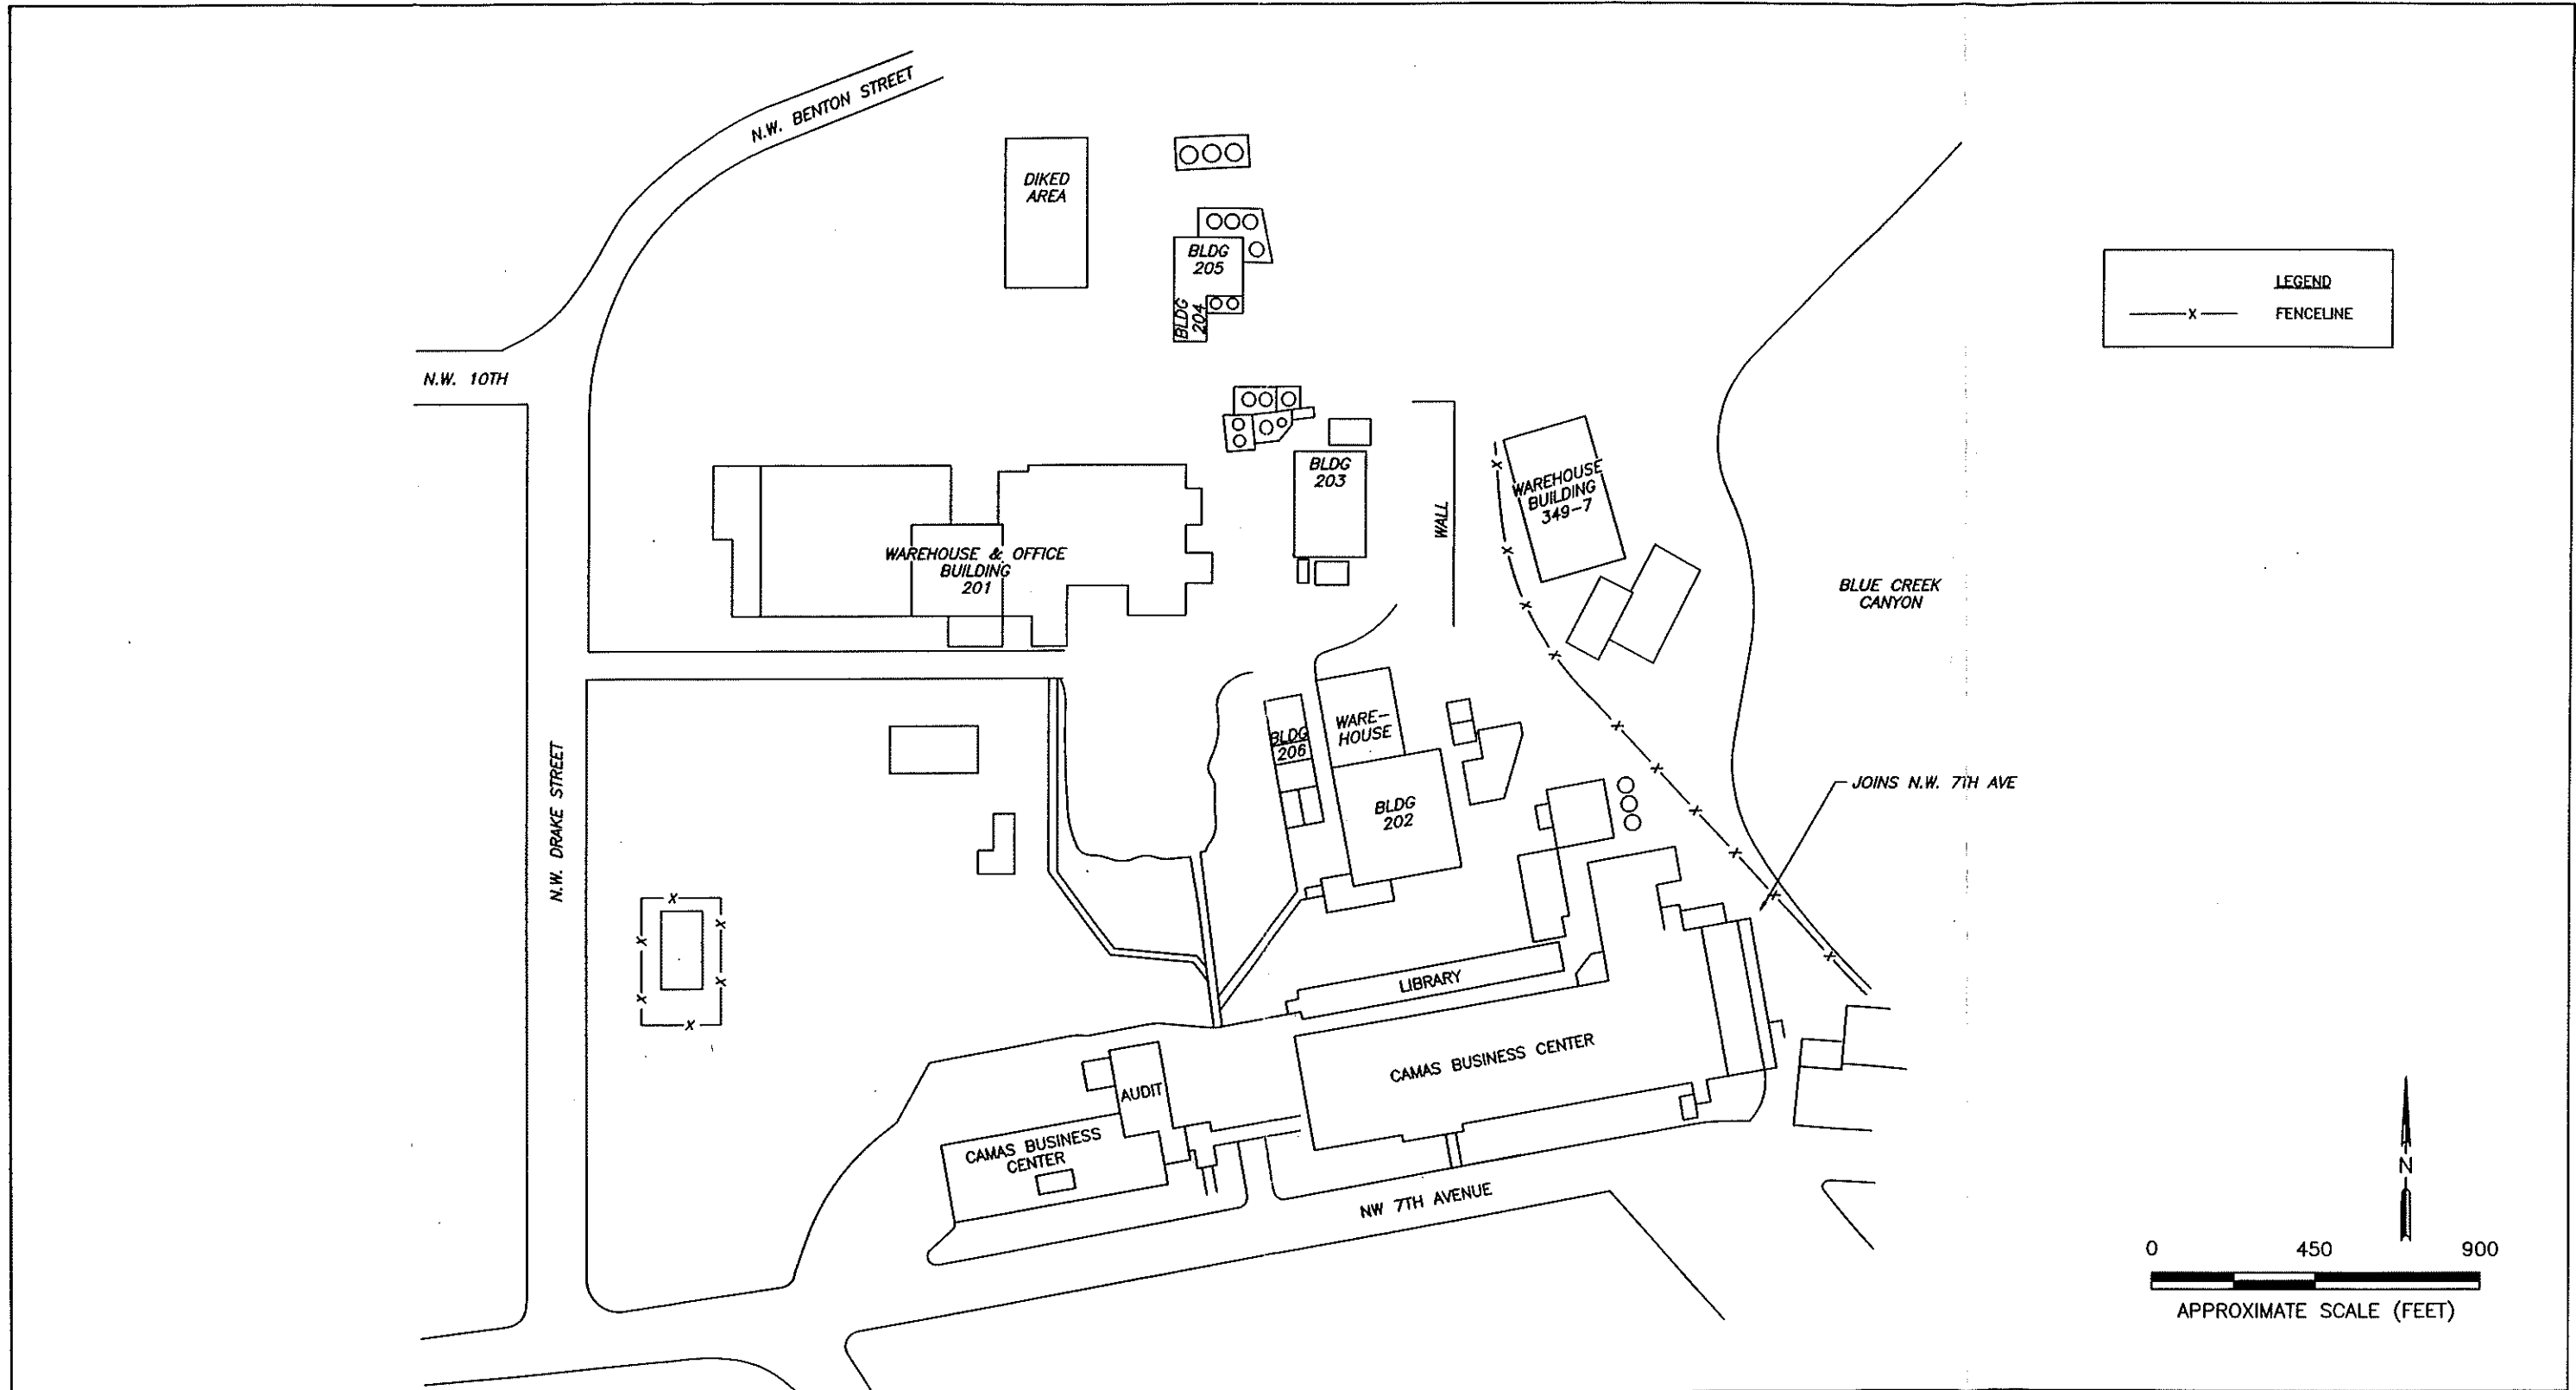 N.W. BENTON STREET
DIKED
AREA
BLDG
205
BLDG
204
LEGEND
x FENCELINE
N.W. 10TH
BLDG
203
WALL
WAREHOUSE
BUILDING
349-7
WAREHOUSE & OFFICE
BUILDING
201
BLUE CREEK
CANYON
N.W. DRAKE STREET
BLDG
206
WARE-
HOUSE
BLDG
202
JOINS N.W. 7TH AVE
LIBRARY
CAMAS BUSINESS CENTER
AUDIT
CAMAS BUSINESS
CENTER
NW 7TH AVENUE
N
0 450 900
APPROXIMATE SCALE (FEET)